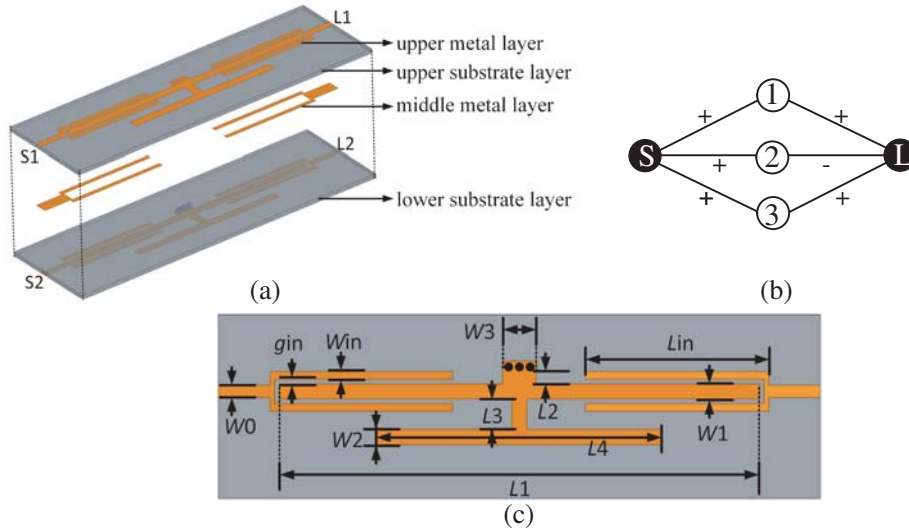 L1
upper metal layer
upper substrate layer
middle metal layer
S1
L2
lower substrate layer
S2
(a)
1
+ +
S 2 L
+ -
+ +
3
(b)
W3
gin Win Lin
W0 L3 L2 W1
W2 L4
L1
(c)